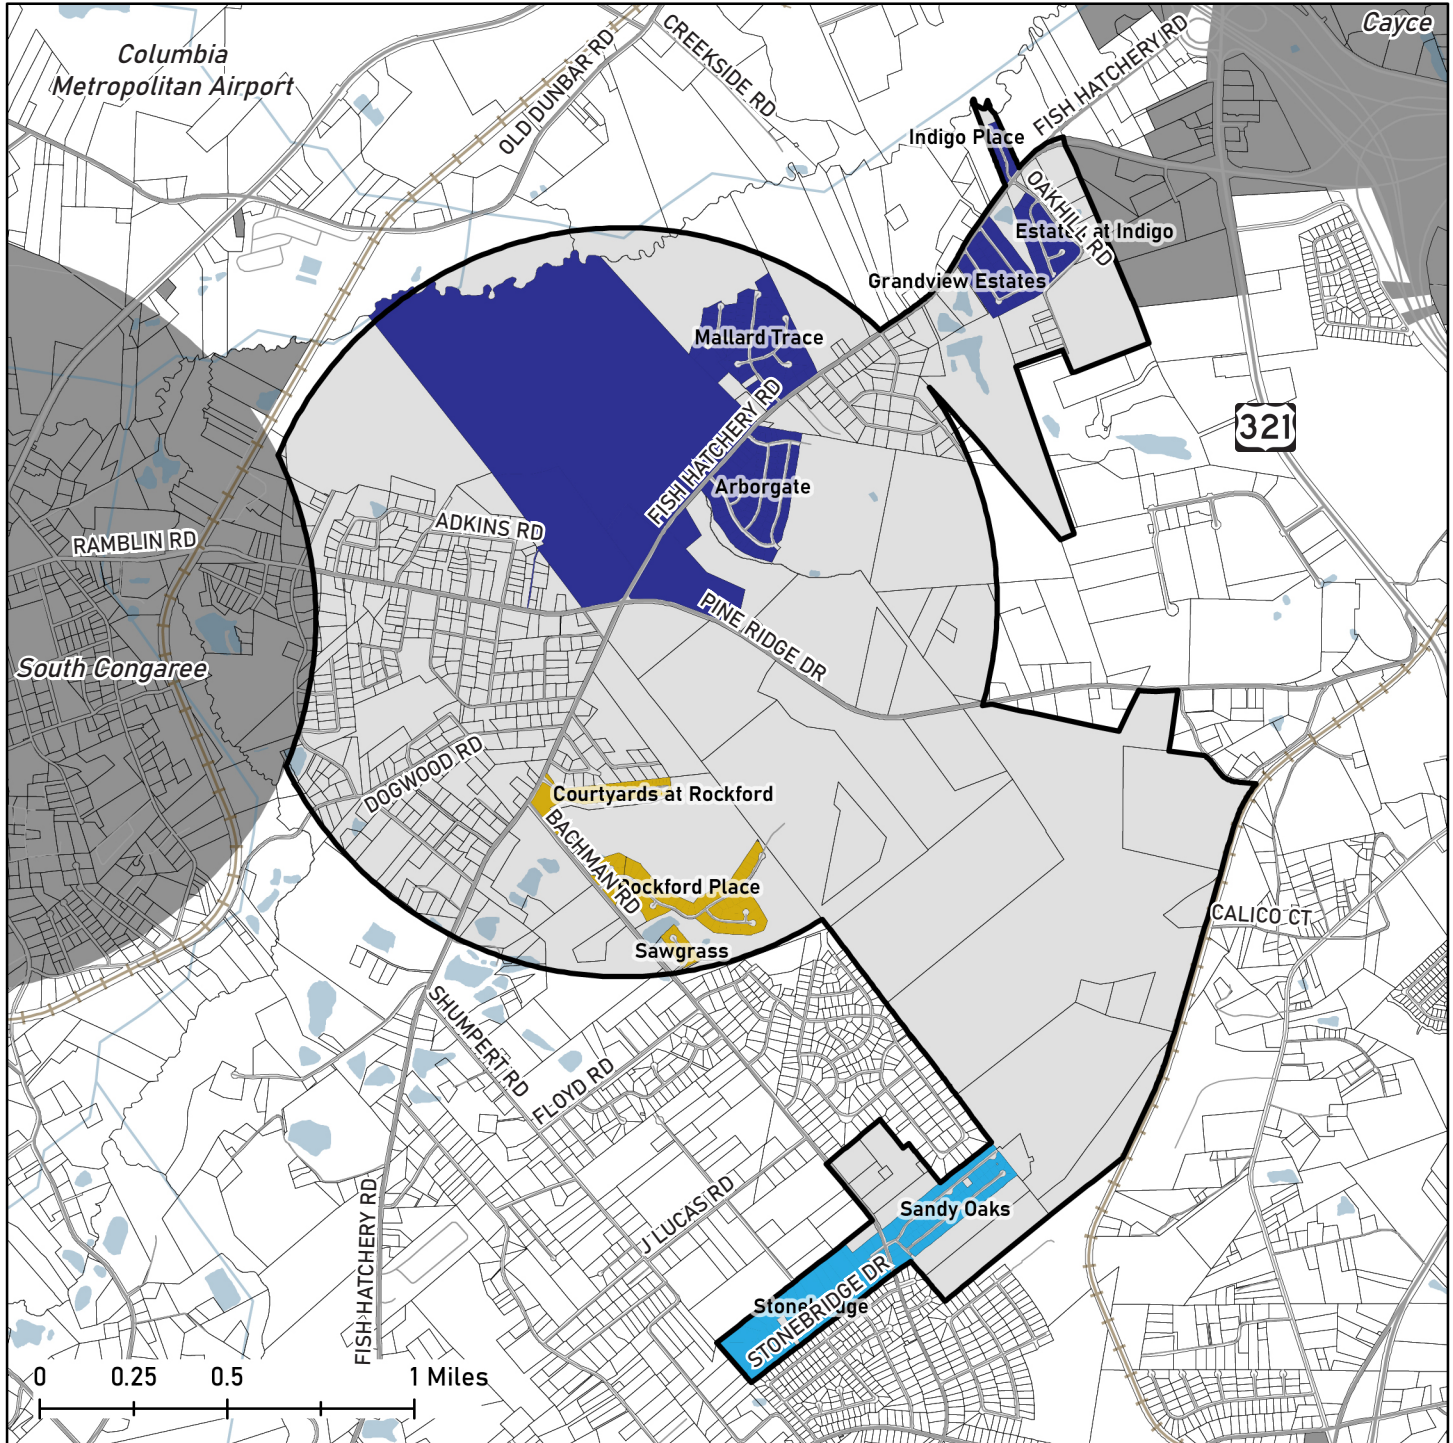 Columbia
Metropolitan Airport
Cayce
CREEKSIDE RD
OLD DUNBAR RD
FISH HATCHERY RD
Indigo Place
OAKHILL RD
Estates at Indigo
Grandview Estates
Mallard Trace
FISH HATCHERY RD
321
Arborgate
ADKINS RD
RAMBLIN RD
PINE RIDGE DR
South Congaree
DOGWOOD RD
Courtyards at Rockford
BACHMAN RD
Rockford Place
Sawgrass
CALICO CT
SHUMPERT RD
FLOYD RD
J LUCAS RD
FISH HATCHERY RD
Sandy Oaks
Stonebridge
STONEBRIDGE DR
0 0.25 0.5 1 Miles